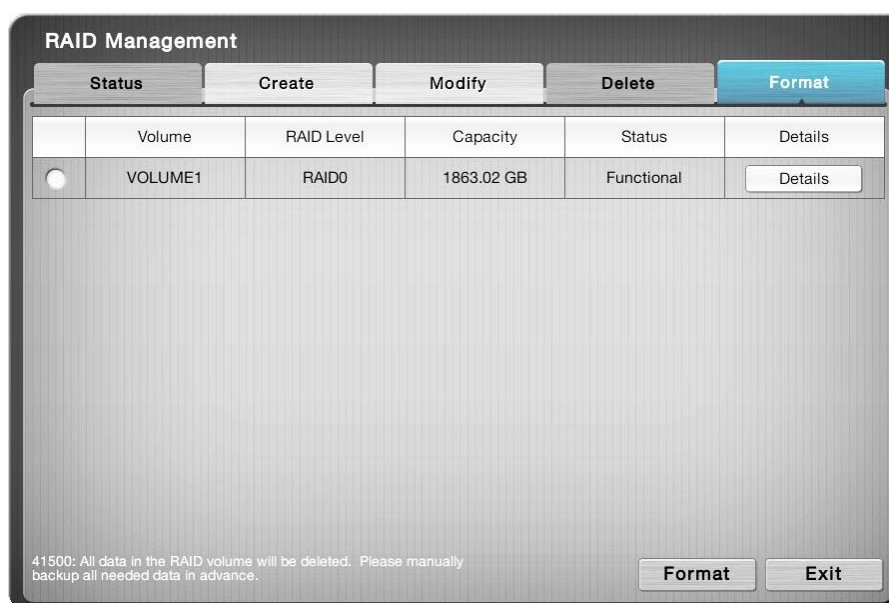 RAID Management
Status Create Modify Delete Format
Volume RAID Level Capacity Status Details
VOLUME1 RAID0 1863.02 GB Functional Details
41500: All data in the RAID volume will be deleted. Please manually
backup all needed data in advance.
Format Exit